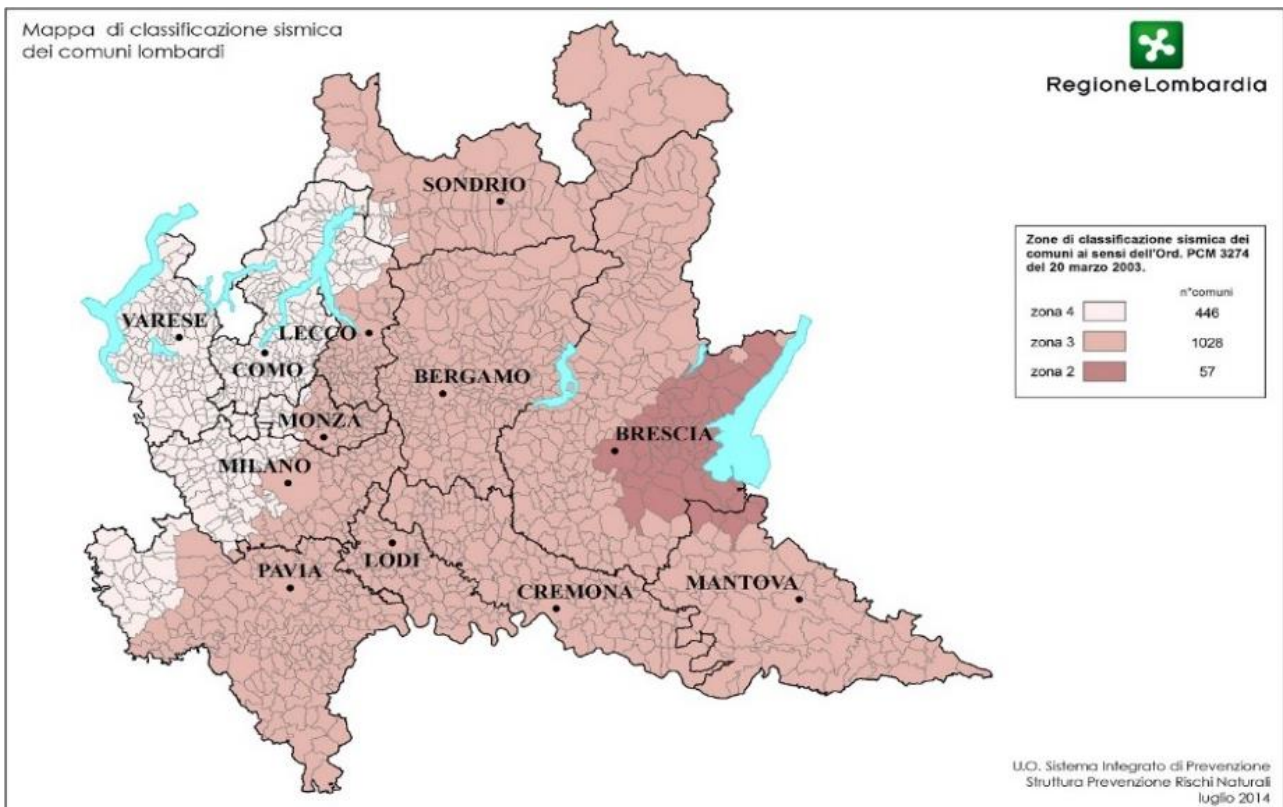 Mappa di classificazione sismica
dei comuni lombardi
RegioneLombardia
SONDRIO
VARESE
LECCO
COMO
BERGAMO
MONZA
BRESCIA
MILANO
LODI
PAVIA
CREMONA
MANTOVA
Zone di classificazione sismica dei
comuni ai sensi dell'Ord. PCM 3274
del 20 marzo 2003.
n°comuni
zona 4 446
zona 3 1028
zona 2 57
U.O. Sistema Integrato di Prevenzione
Struttura Prevenzione Rischi Naturali
luglio 2014